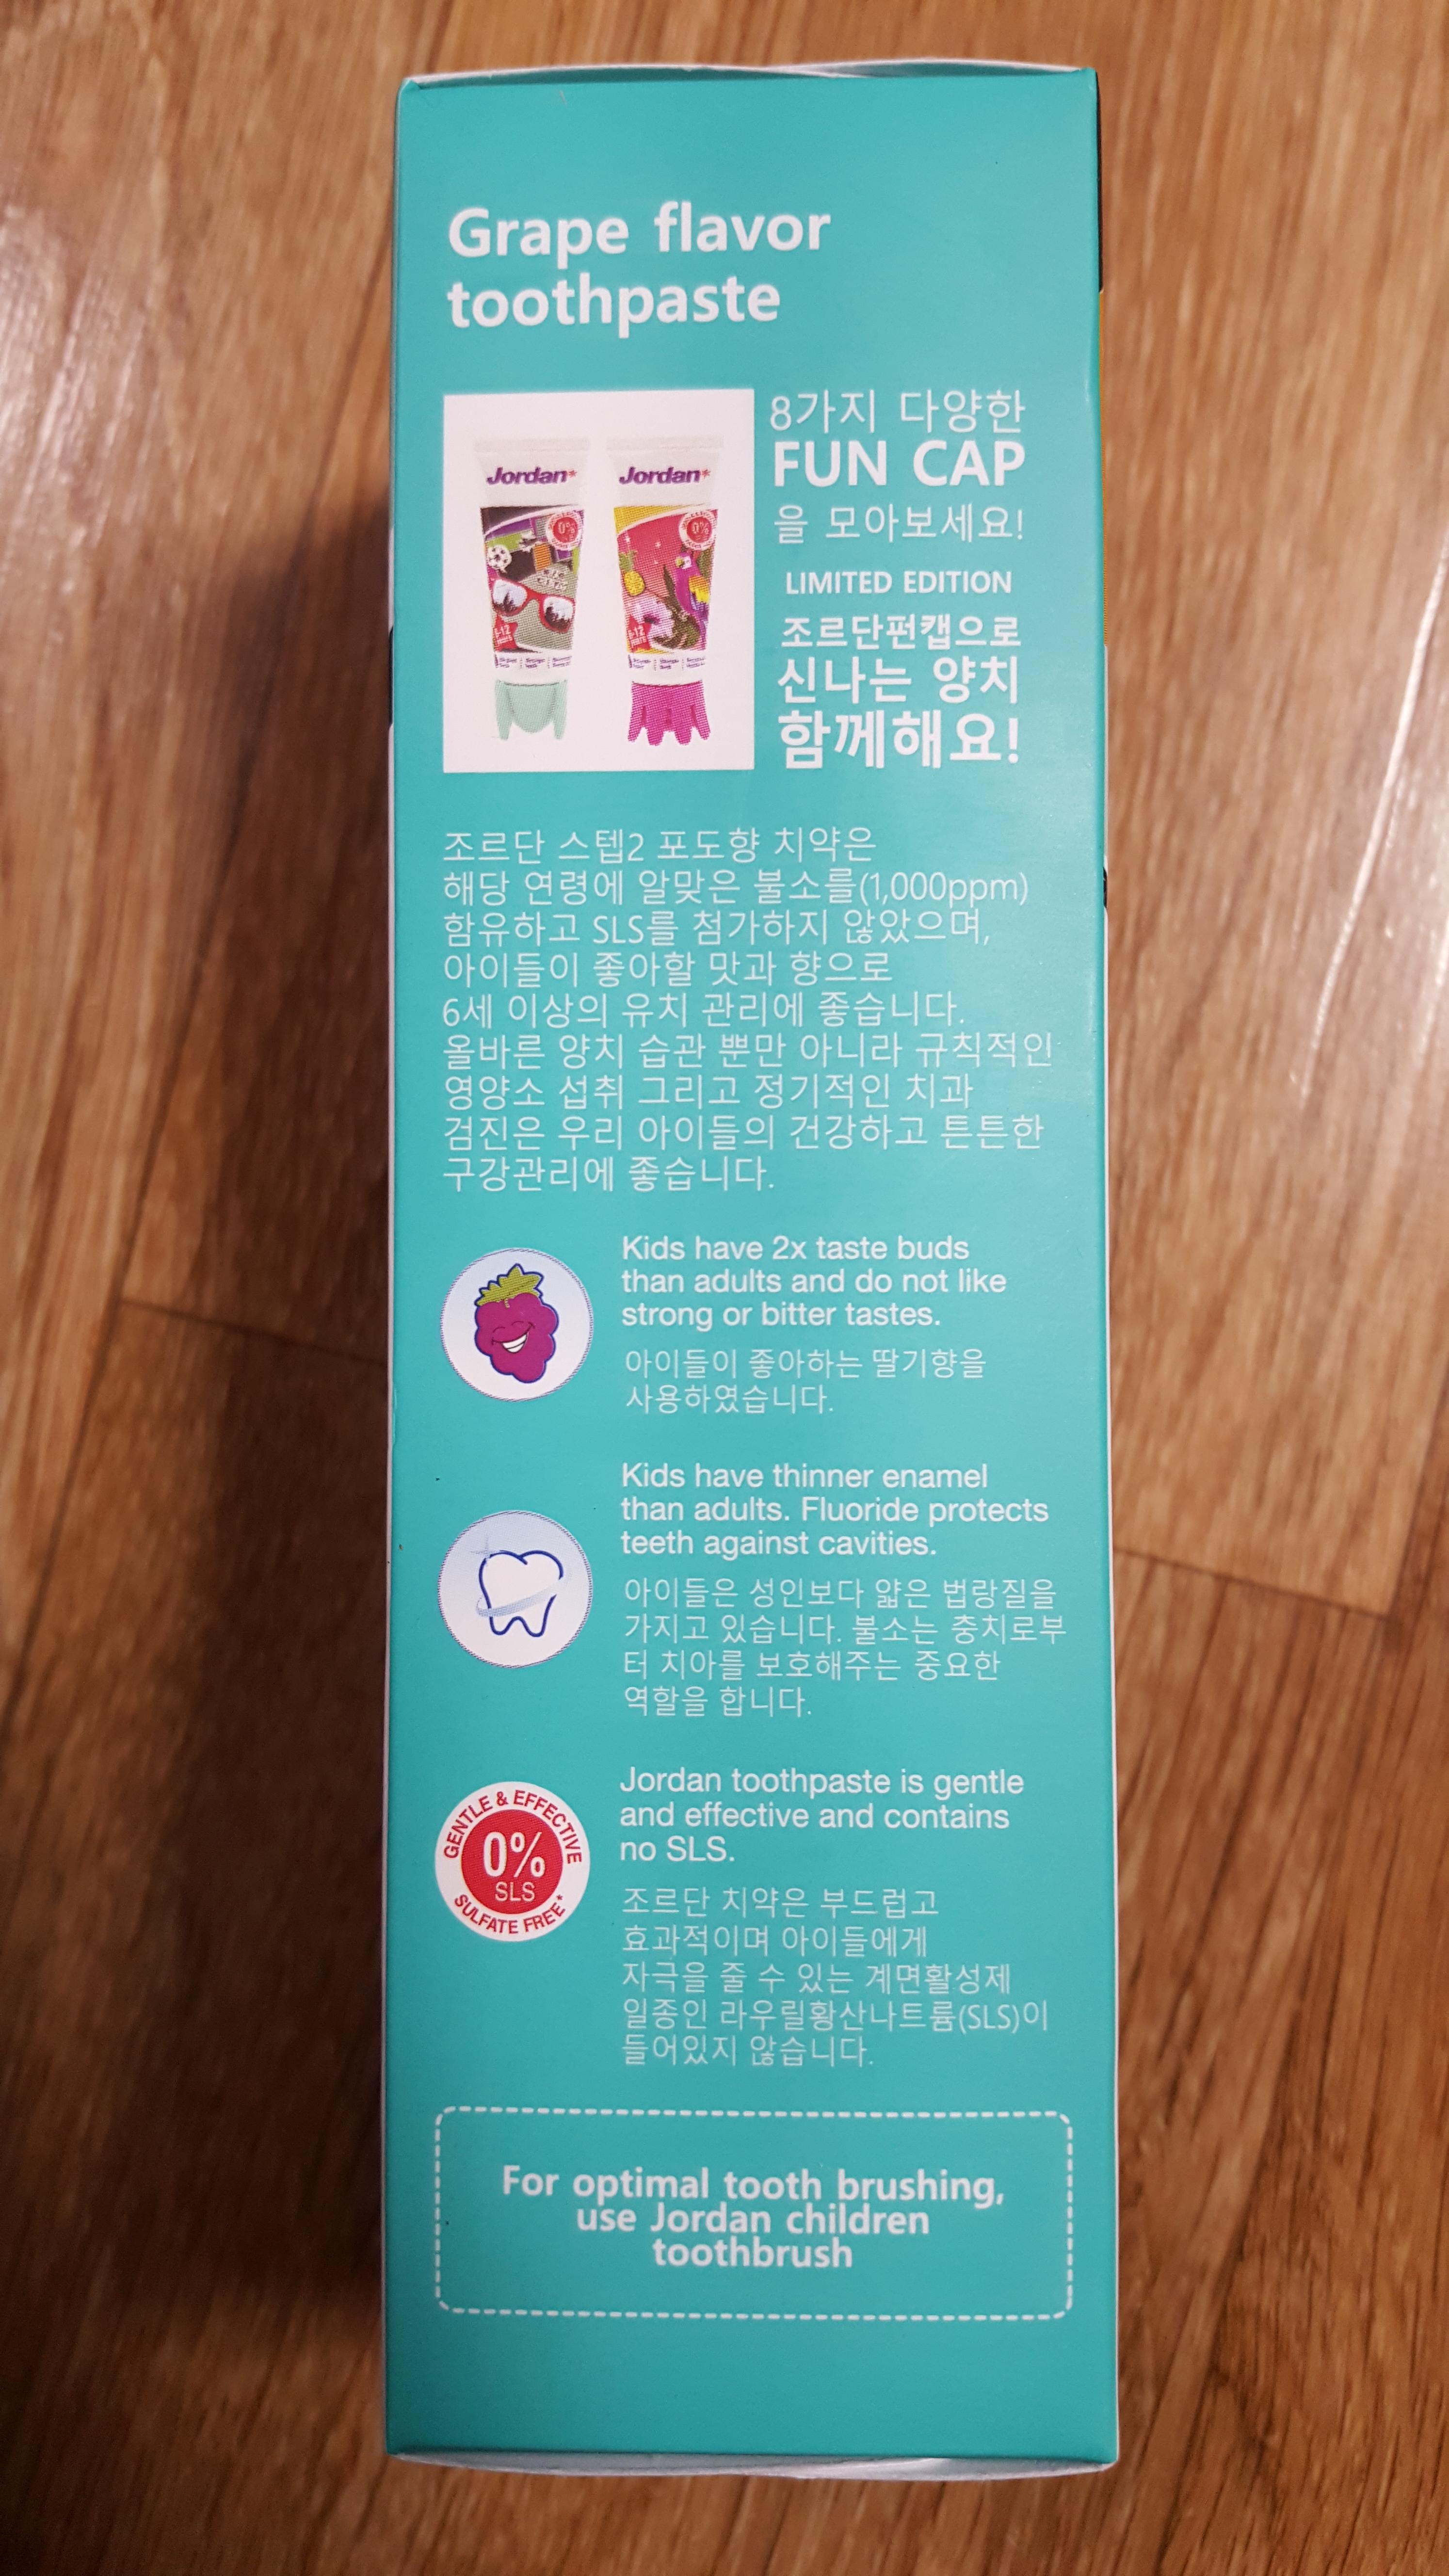 Grape flavor
toothpaste
Jordan*
Jordan*
0%
0%
6-12
6-12
8가지 다양한
FUN CAP
을 모아보세요!
LIMITED EDITION
조르단펀캡으로
신나는 양치
함께해요!
조르단 스텝2 포도향 치약은
해당 연령에 알맞은 불소를(1,000ppm)
함유하고 SLS를 첨가하지 않았으며,
아이들이 좋아할 맛과 향으로
6세 이상의 유치 관리에 좋습니다.
올바른 양치 습관 뿐만 아니라 규칙적인
영양소 섭취 그리고 정기적인 치과
검진은 우리 아이들의 건강하고 튼튼한
구강관리에 좋습니다.
Kids have 2x taste buds
than adults and do not like
strong or bitter tastes.
아이들이 좋아하는 딸기향을
사용하였습니다.
Kids have thinner enamel
than adults. Fluoride protects
teeth against cavities.
아이들은 성인보다 얇은 법랑질을
가지고 있습니다. 불소는 충치로부
터 치아를 보호해주는 중요한
역할을 합니다.
GENTLE & EFFECTIVE
0%
SLS
SULFATE FREE*
Jordan toothpaste is gentle
and effective and contains
no SLS.
조르단 치약은 부드럽고
효과적이며 아이들에게
자극을 줄 수 있는 계면활성제
일종인 라우릴황산나트륨(SLS)이
들어있지 않습니다.
For optimal tooth brushing,
use Jordan children
toothbrush